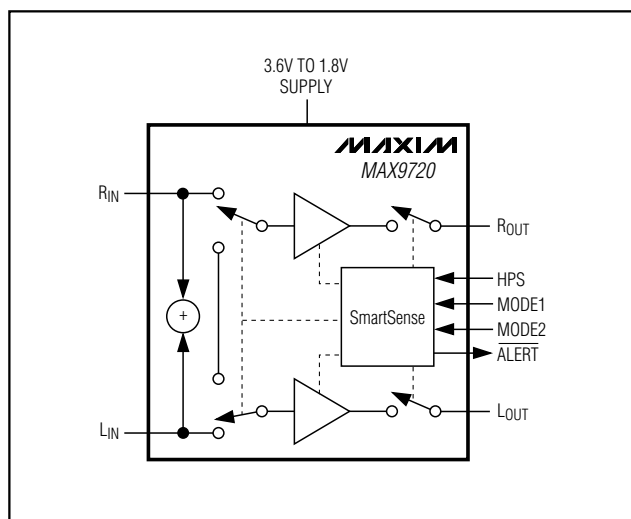 3.6V TO 1.8V
SUPPLY
MAXIM
MAX9720
RIN
ROUT
HPS
MODE1
SmartSense
MODE2
ALERT
+
LIN
LOUT